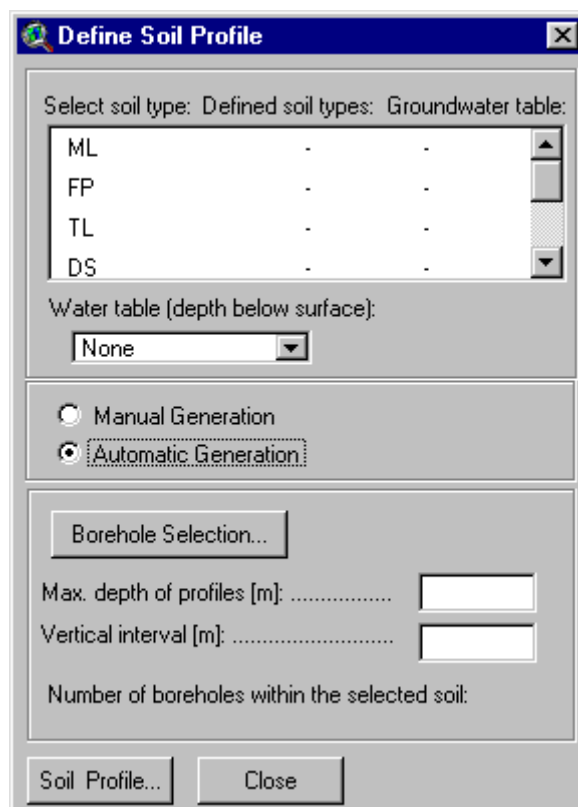 Define Soil Profile
Select soil type: Defined soil types: Groundwater table:
ML - -
FP - -
TL - -
DS - -
Water table (depth below surface):
None
Manual Generation
Automatic Generation
Borehole Selection...
Max. depth of profiles [m]: .................
Vertical interval [m]: ...........................
Number of boreholes within the selected soil:
Soil Profile... Close